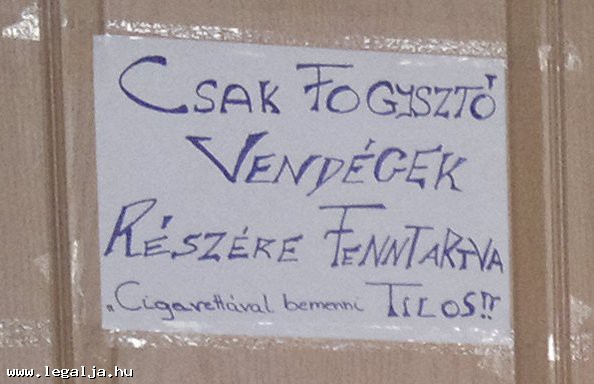 CSAK FOGYSZTÓ
VENDÉGEK
RÉSZÉRE FENNTARTVA
„Cigarettával bemenni TILOS!!
www.legalja.hu